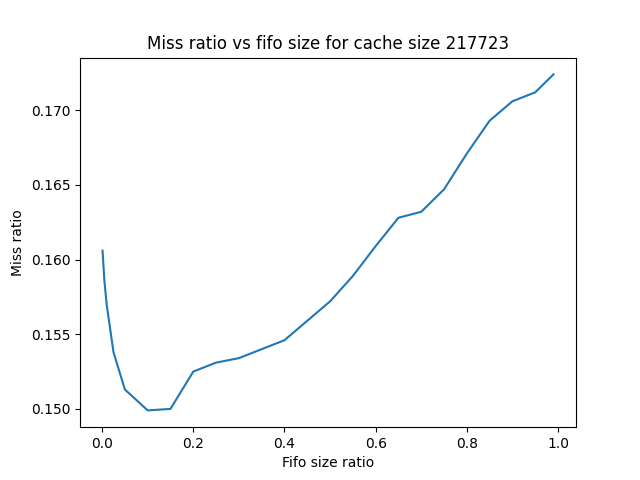 Miss ratio vs fifo size for cache size 217723
0.170
0.165
0.160
0.155
0.150
Miss ratio
0.0 0.2 0.4 0.6 0.8 1.0
Fifo size ratio